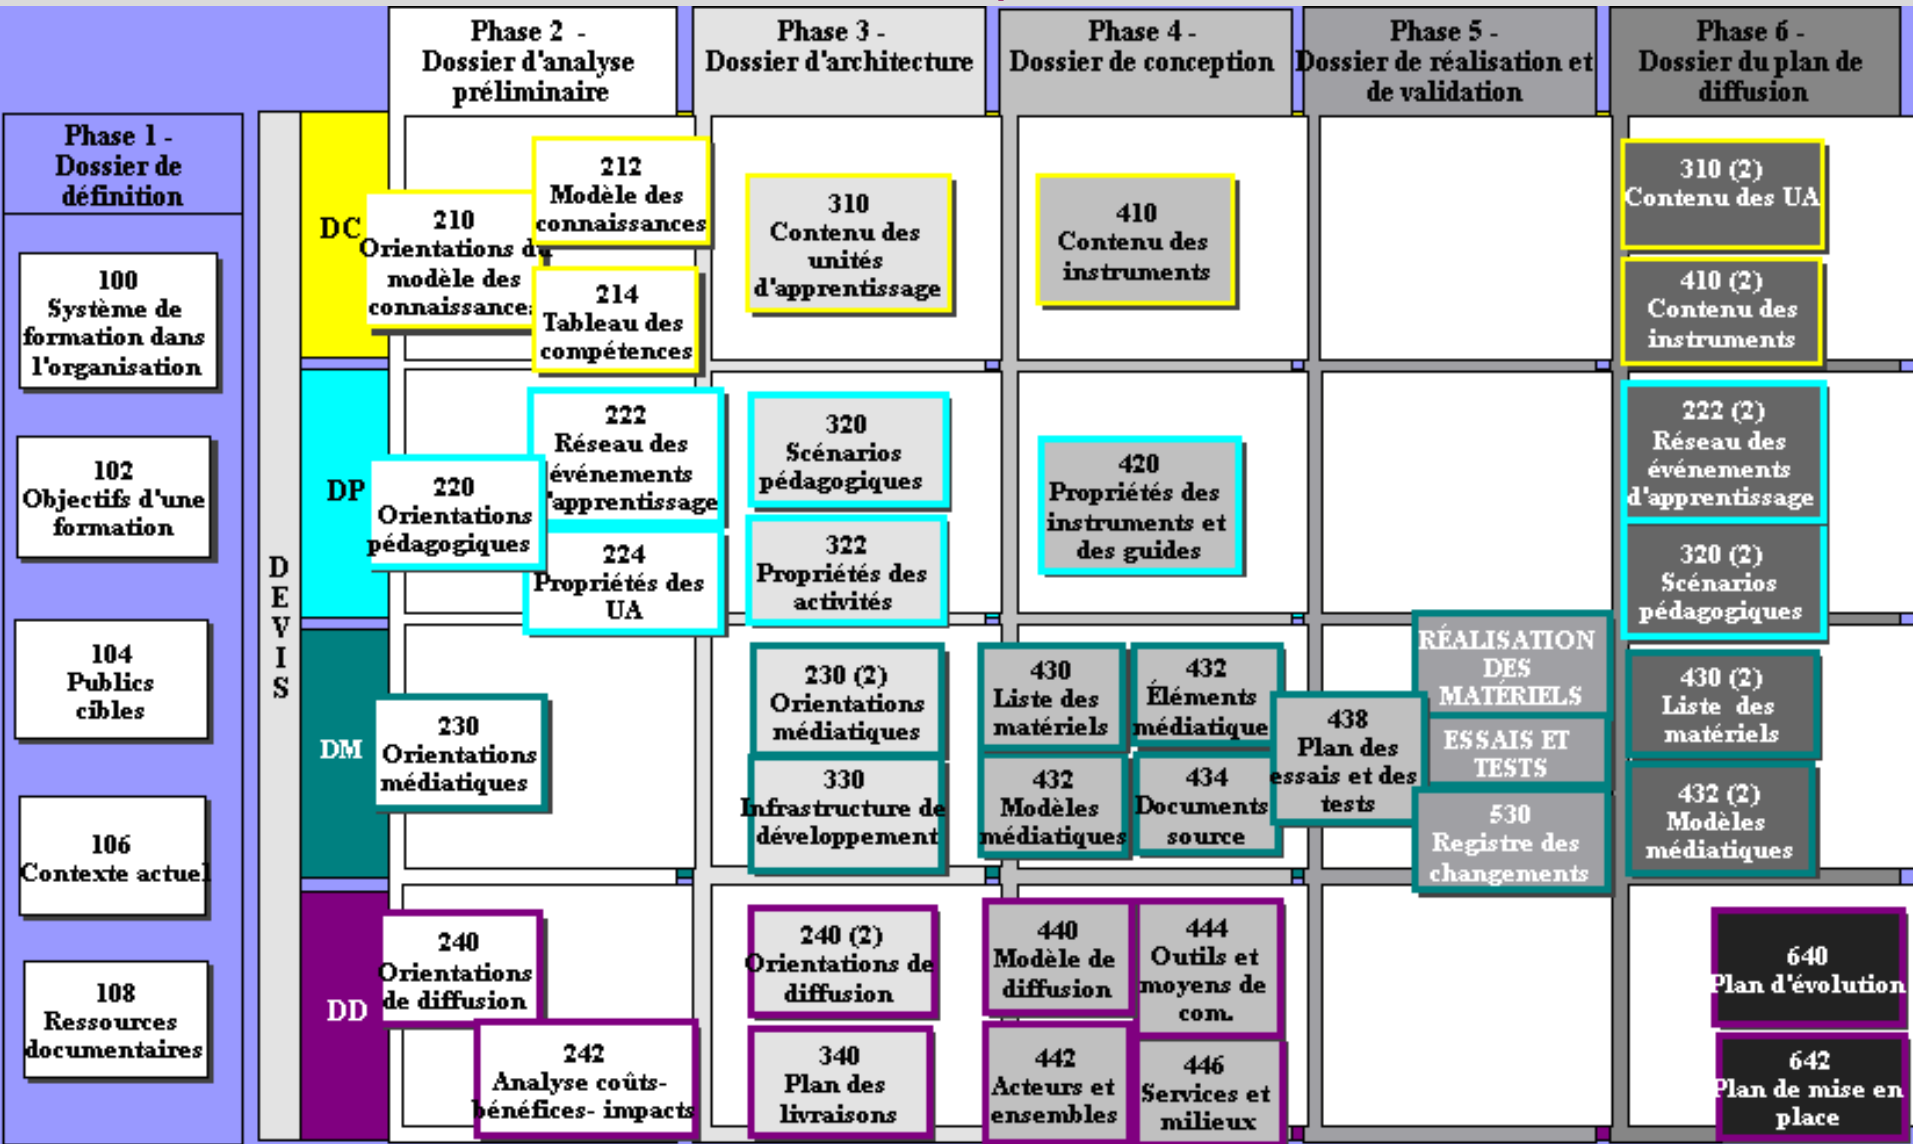 Phase 2 -
Dossier d'analyse
préliminaire
Phase 3 -
Dossier d'architecture
Phase 4 -
Dossier de conception
Phase 5 -
Dossier de réalisation et
de validation
Phase 6 -
Dossier du plan de
diffusion
Phase 1 -
Dossier de
définition
100
Système de
formation dans
l'organisation
102
Objectifs d'une
formation
104
Publics
cibles
106
Contexte actuel
108
Ressources
documentaires
DEVIS
DC
210
Orientations du
modèle des
connaissances
212
Modèle des
connaissances
214
Tableau des
compétences
310
Contenu des
unités
d'apprentissage
410
Contenu des
instruments
310 (2)
Contenu des UA
410 (2)
Contenu des
instruments
DP
220
Orientations
pédagogiques
222
Réseau des
événements
'apprentissage
224
Propriétés des
UA
320
Scénarios
pédagogiques
322
Propriétés des
activités
420
Propriétés des
instruments et
des guides
222 (2)
Réseau des
événements
d'apprentissage
320 (2)
Scénarios
pédagogiques
DM
230
Orientations
médiatiques
230 (2)
Orientations
médiatiques
330
Infrastructure de
développement
430
Liste des
matériels
432
Éléments
médiatique
432
Modèles
médiatiques
434
Documents
source
438
Plan des
essais et des
tests
RÉALISATION
DES
MATÉRIELS
ESSAIS ET
TESTS
530
Registre des
changements
430 (2)
Liste des
matériels
432 (2)
Modèles
médiatiques
DD
240
Orientations
de diffusion
242
Analyse coûts-
bénéfices- impacts
240 (2)
Orientations de
diffusion
340
Plan des
livraisons
440
Modèle de
diffusion
444
Outils et
moyens de
com.
442
Acteurs et
ensembles
446
Services et
milieux
640
Plan d'évolution
642
Plan de mise en
place